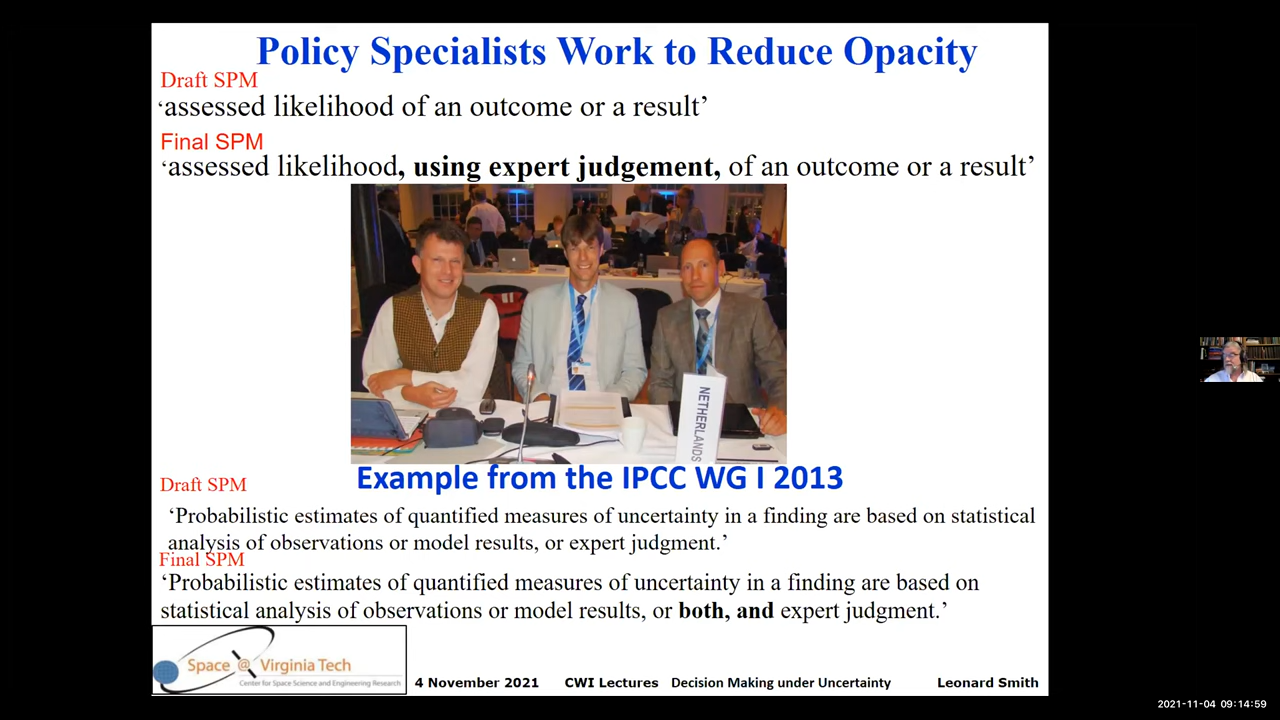 Policy Specialists Work to Reduce Opacity
Draft SPM
‘assessed likelihood of an outcome or a result’
Final SPM
‘assessed likelihood, using expert judgement, of an outcome or a result’
NETHERLANDS
Example from the IPCC WG I 2013
Draft SPM
‘Probabilistic estimates of quantified measures of uncertainty in a finding are based on statistical
analysis of observations or model results, or expert judgment.’
Final SPM
‘Probabilistic estimates of quantified measures of uncertainty in a finding are based on
statistical analysis of observations or model results, or both, and expert judgment.’
Space @ Virginia Tech
Center for Space Science and Engineering Research
4 November 2021 CWI Lectures Decision Making under Uncertainty Leonard Smith
2021-11-04 09:14:59